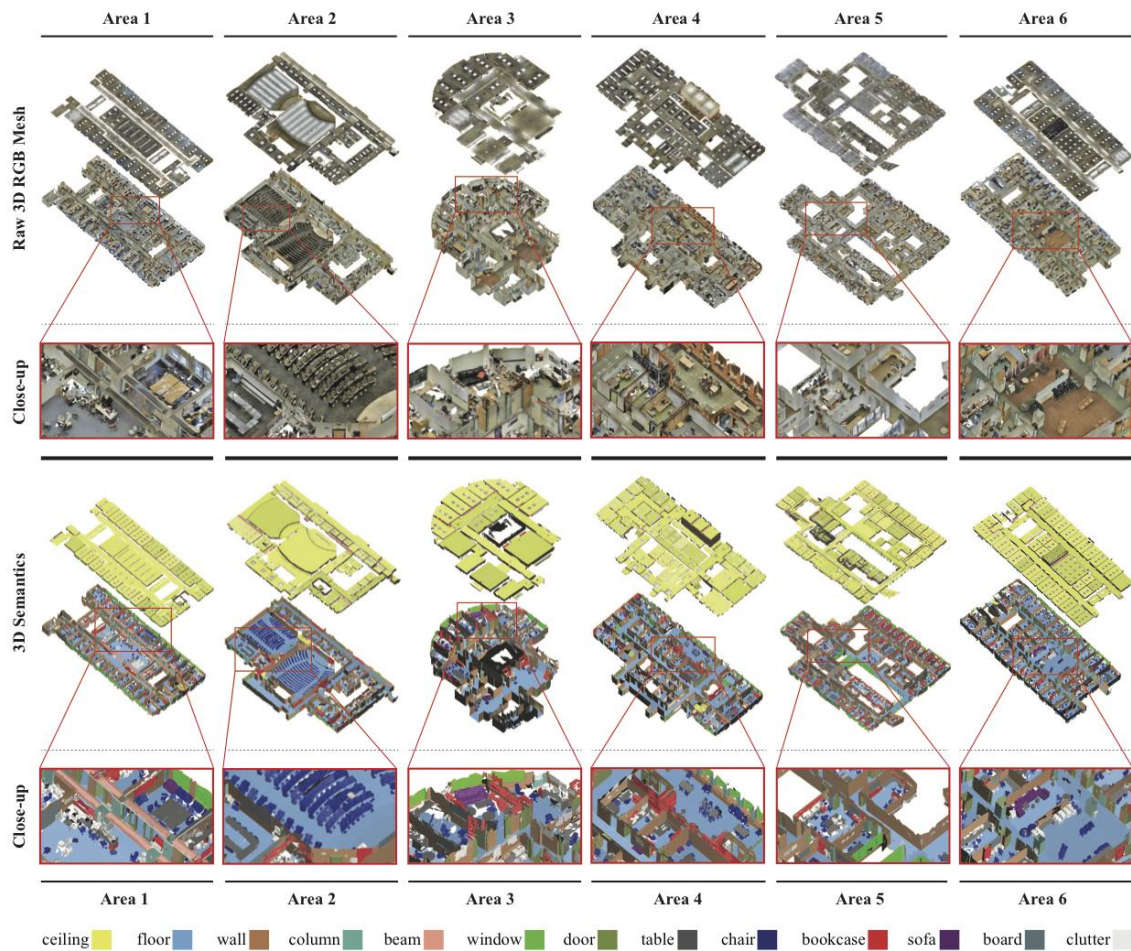 Area 1 Area 2 Area 3 Area 4 Area 5 Area 6
Raw 3D RGB Mesh
Close-up
3D Semantics
Close-up
Area 1 Area 2 Area 3 Area 4 Area 5 Area 6
ceiling floor wall column beam window door table chair bookcase sofa board clutter